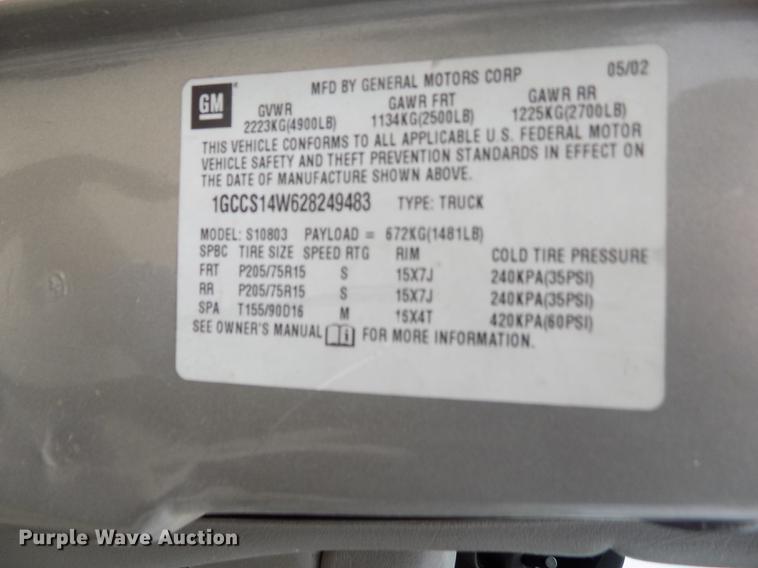 GM
MFD BY GENERAL MOTORS CORP 05/02
GVWR GAWR FRT GAWR RR
2223KG(4900LB) 1134KG(2500LB) 1225KG(2700LB)
THIS VEHICLE CONFORMS TO ALL APPLICABLE U.S. FEDERAL MOTOR
VEHICLE SAFETY AND THEFT PREVENTION STANDARDS IN EFFECT ON
THE DATE OF MANUFACTURE SHOWN ABOVE.
1GCCS14W628249483 TYPE: TRUCK
MODEL: S10803 PAYLOAD = 672KG(1481LB)
SPBC TIRE SIZE SPEED RTG RIM COLD TIRE PRESSURE
FRT P205/75R15 S 15X7J 240KPA(35PSI)
RR P205/75R15 S 15X7J 240KPA(35PSI)
SPA T155/90D16 M 16X4T 420KPA(60PSI)
SEE OWNER'S MANUAL FOR MORE INFORMATION.
Purple Wave Auction